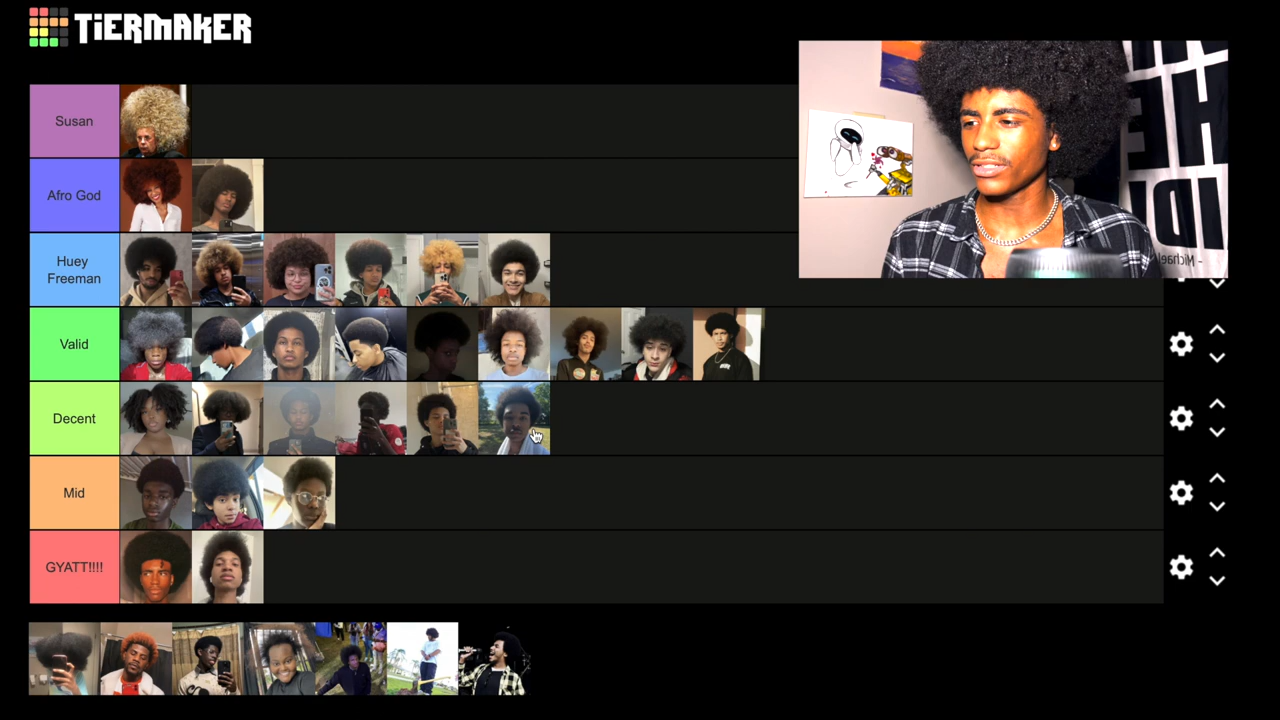 TiERMAKER
Susan
Afro God
Huey
Freeman
Valid
Decent
Mid
GYATT!!!!